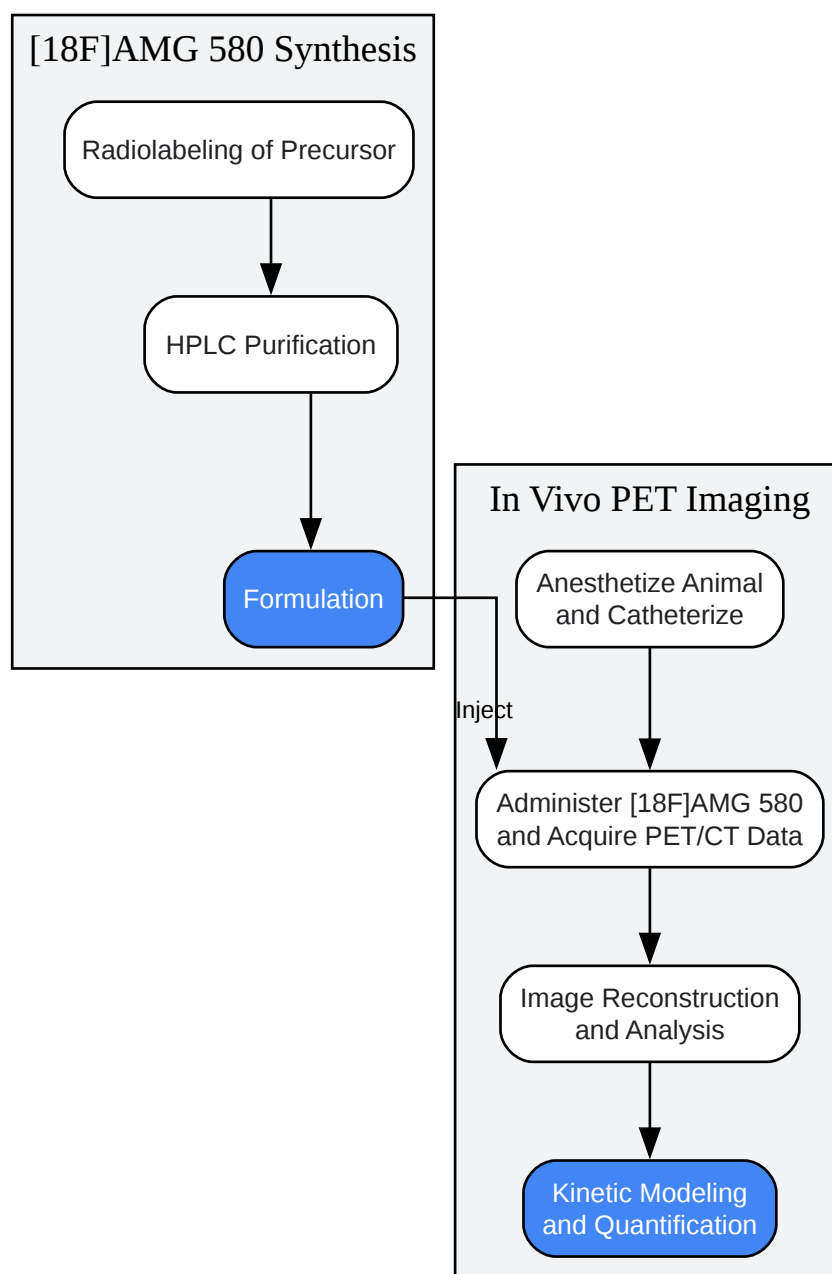 [18F]AMG 580 Synthesis
Radiolabeling of Precursor
HPLC Purification
Formulation
Inject
In Vivo PET Imaging
Anesthetize Animal
and Catheterize
Administer [18F]AMG 580
and Acquire PET/CT Data
Image Reconstruction
and Analysis
Kinetic Modeling
and Quantification